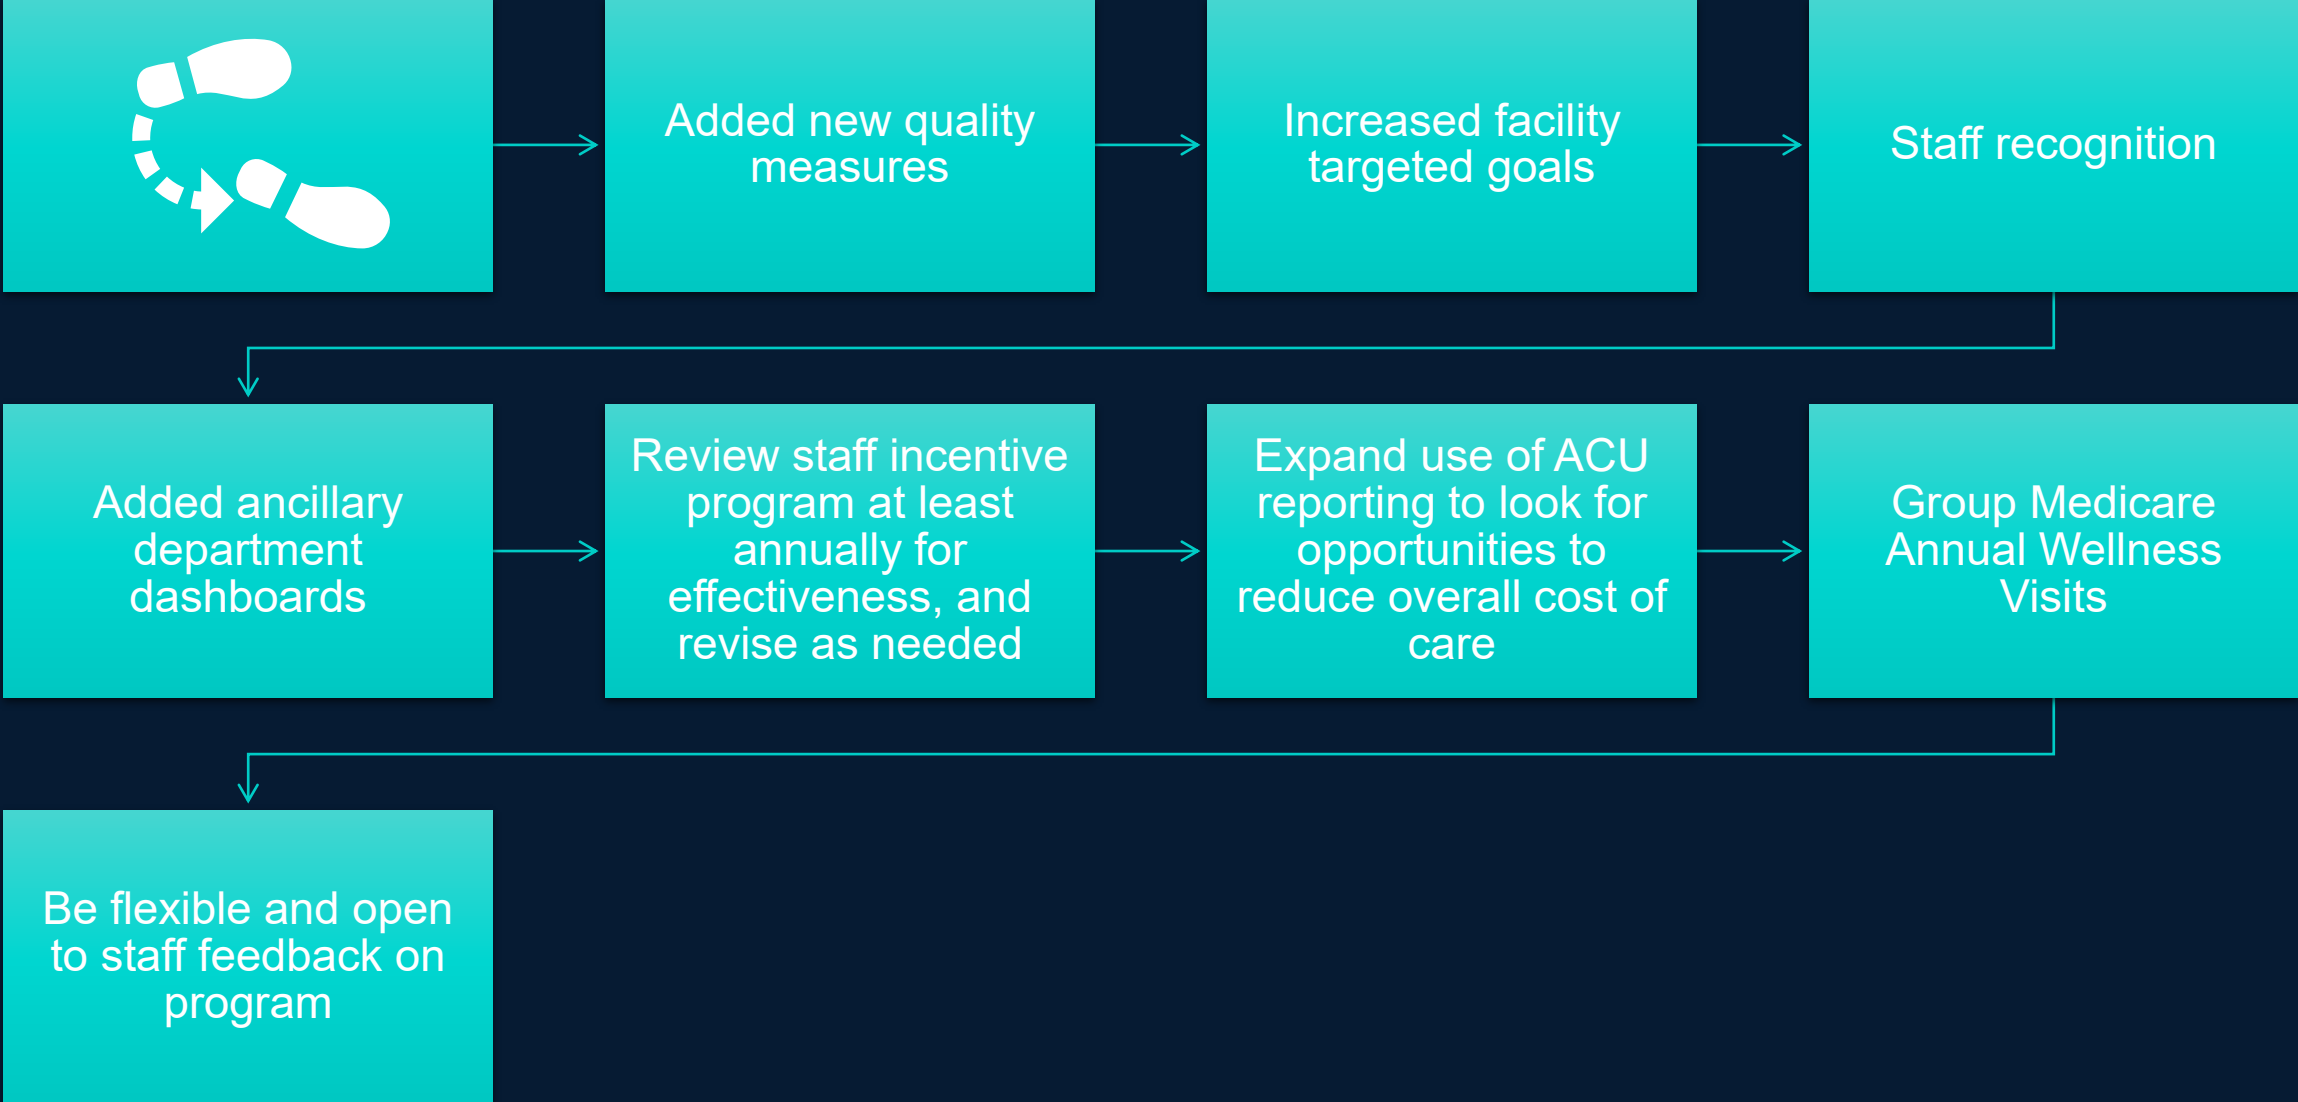 Added new quality
measures
Increased facility
targeted goals
Staff recognition
Added ancillary
department
dashboards
Review staff incentive
program at least
annually for
effectiveness, and
revise as needed
Expand use of ACU
reporting to look for
opportunities to
reduce overall cost of
care
Group Medicare
Annual Wellness
Visits
Be flexible and open
to staff feedback on
program